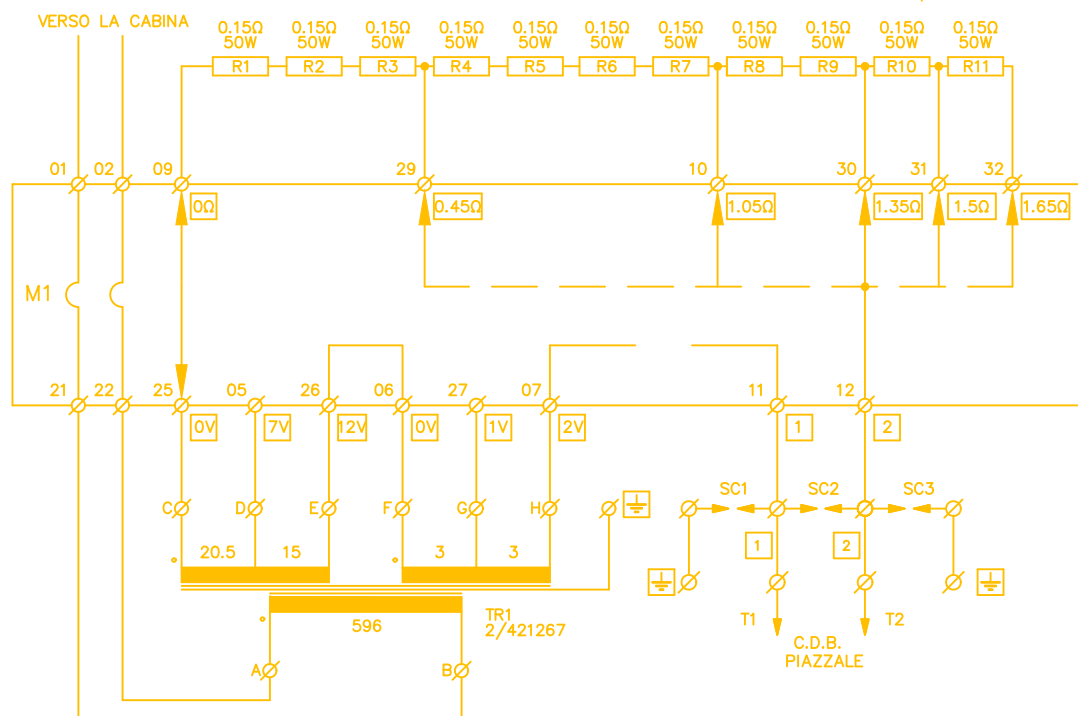 VERSO LA CABINA
0.15Ω 0.15Ω 0.15Ω 0.15Ω 0.15Ω 0.15Ω 0.15Ω 0.15Ω 0.15Ω 0.15Ω 0.15Ω
50W 50W 50W 50W 50W 50W 50W 50W 50W 50W 50W
R1 R2 R3 R4 R5 R6 R7 R8 R9 R10 R11
01 02 09 29 10 30 31 32
0Ω 0.45Ω 1.05Ω 1.35Ω 1.5Ω 1.65Ω
M1
21 22 25 05 26 06 27 07 11 12
0V 7V 12V 0V 1V 2V 1 2
SC1 SC2 SC3
C D E F G H
1 2
20.5 15 3 3
TR1
2/421267
596
T1 T2
C.D.B.
PIAZZALE
A B